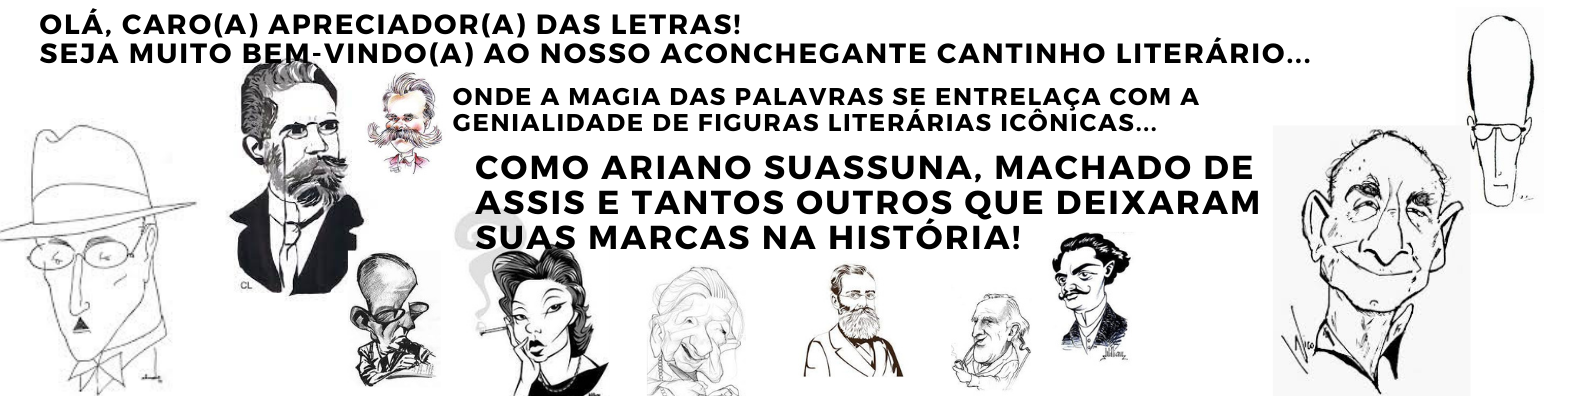 OLÁ, CARO(A) APRECIADOR(A) DAS LETRAS!
SEJA MUITO BEM-VINDO(A) AO NOSSO ACONCHEGANTE CANTINHO LITERÁRIO...
ONDE A MAGIA DAS PALAVRAS SE ENTRELAÇA COM A
GENIALIDADE DE FIGURAS LITERÁRIAS ICÔNICAS...
COMO ARIANO SUASSUNA, MACHADO DE
ASSIS E TANTOS OUTROS QUE DEIXARAM
SUAS MARCAS NA HISTÓRIA!
CL
Nico